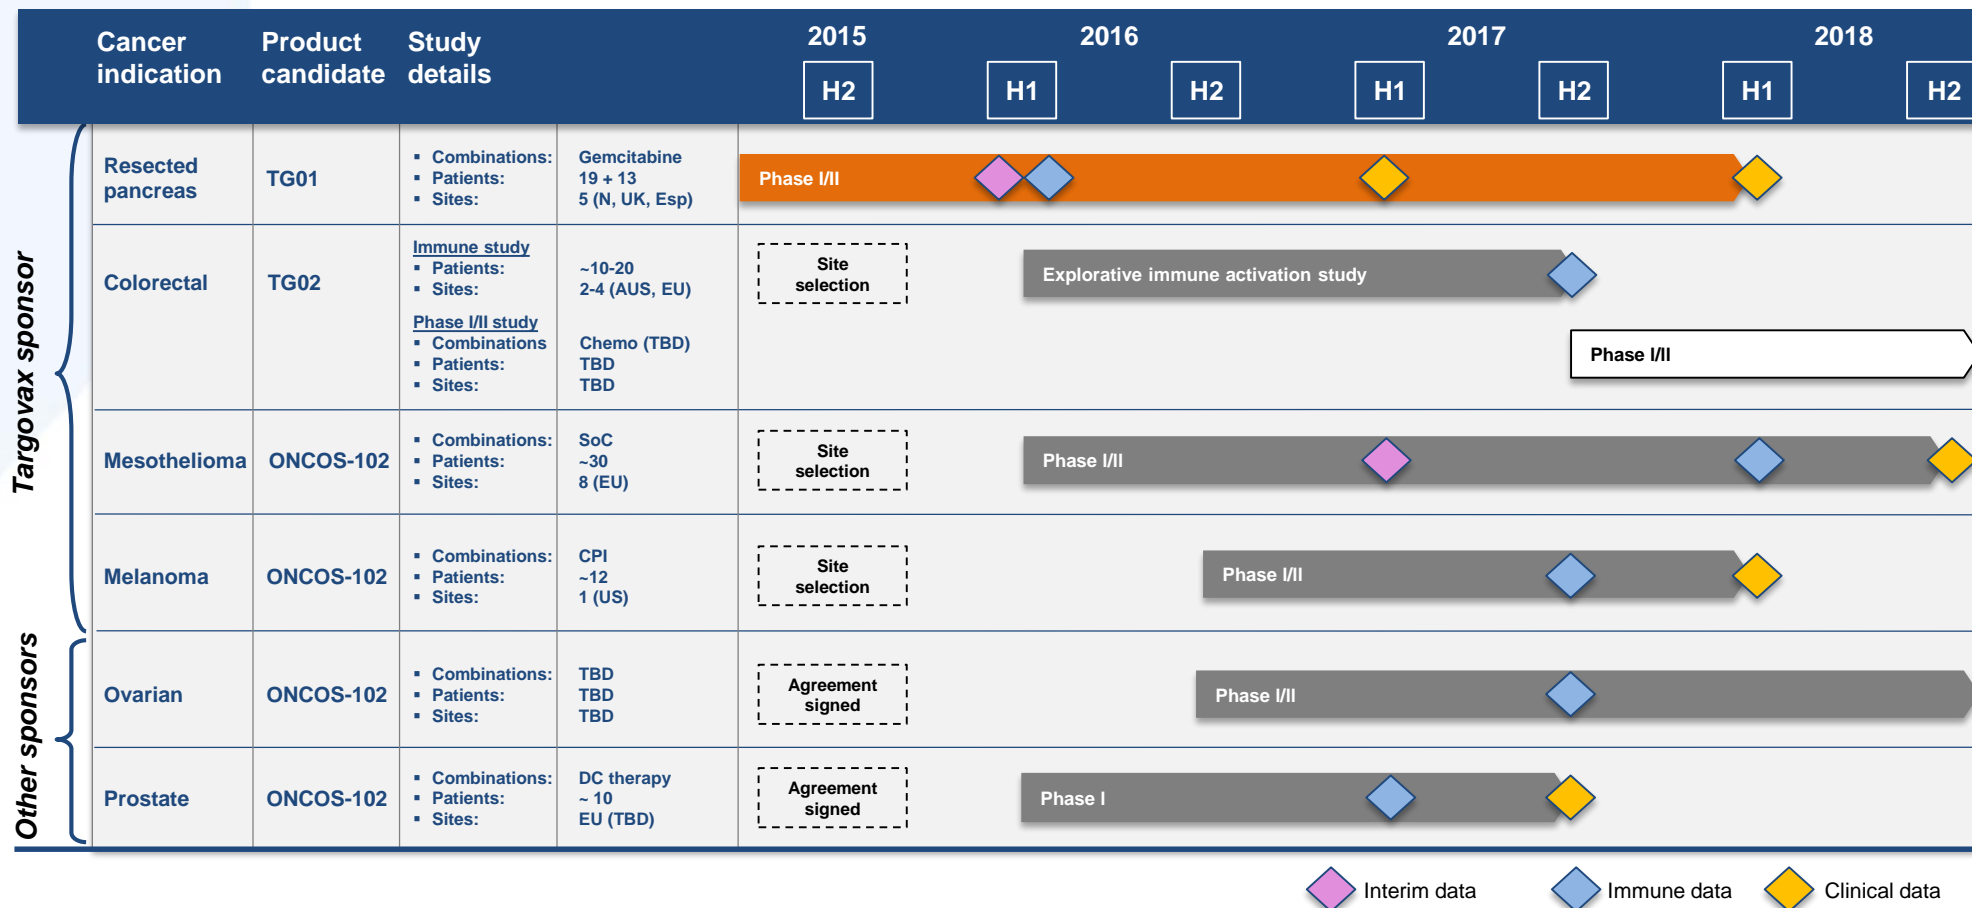 Cancer indication
Product candidate
Study details
2015
2016
2017
2018
H2
H1
H2
H1
H2
H1
H2
Targovax sponsor
Resected pancreas
TG01
▪ Combinations: Gemcitabine
▪ Patients: 19 + 13
▪ Sites: 5 (N, UK, Esp)
Phase I/II
Colorectal
TG02
Immune study
▪ Patients: ~10-20
▪ Sites: 2-4 (AUS, EU)
Phase I/II study
▪ Combinations Chemo (TBD)
▪ Patients: TBD
▪ Sites: TBD
Site
selection
Explorative immune activation study
Phase I/II
Mesothelioma
ONCOS-102
▪ Combinations: SoC
▪ Patients: ~30
▪ Sites: 8 (EU)
Site
selection
Phase I/II
Melanoma
ONCOS-102
▪ Combinations: CPI
▪ Patients: ~12
▪ Sites: 1 (US)
Site
selection
Phase I/II
Other sponsors
Ovarian
ONCOS-102
▪ Combinations: TBD
▪ Patients: TBD
▪ Sites: TBD
Agreement
signed
Phase I/II
Prostate
ONCOS-102
▪ Combinations: DC therapy
▪ Patients: ~ 10
▪ Sites: EU (TBD)
Agreement
signed
Phase I
Interim data
Immune data
Clinical data